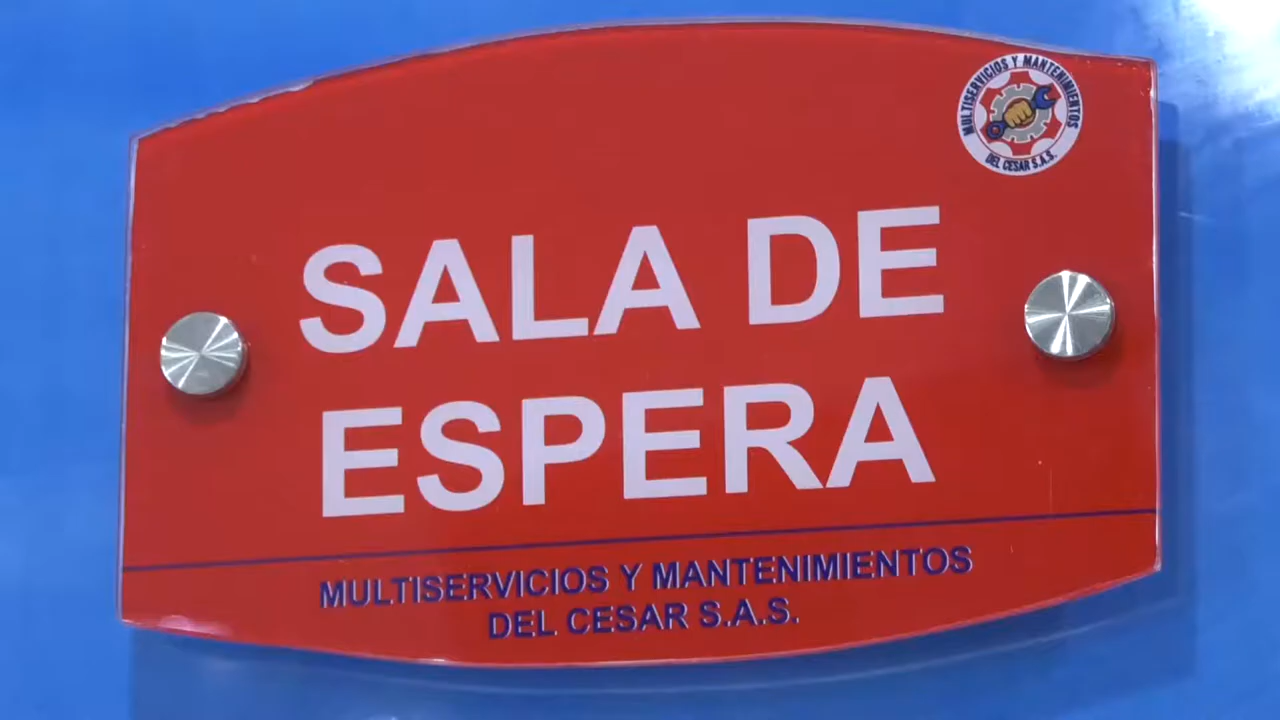 MULTISERVICIOS Y MANTENIMIENTOS
DEL CESAR S.A.S.
SALA DE
ESPERA
MULTISERVICIOS Y MANTENIMIENTOS
DEL CESAR S.A.S.